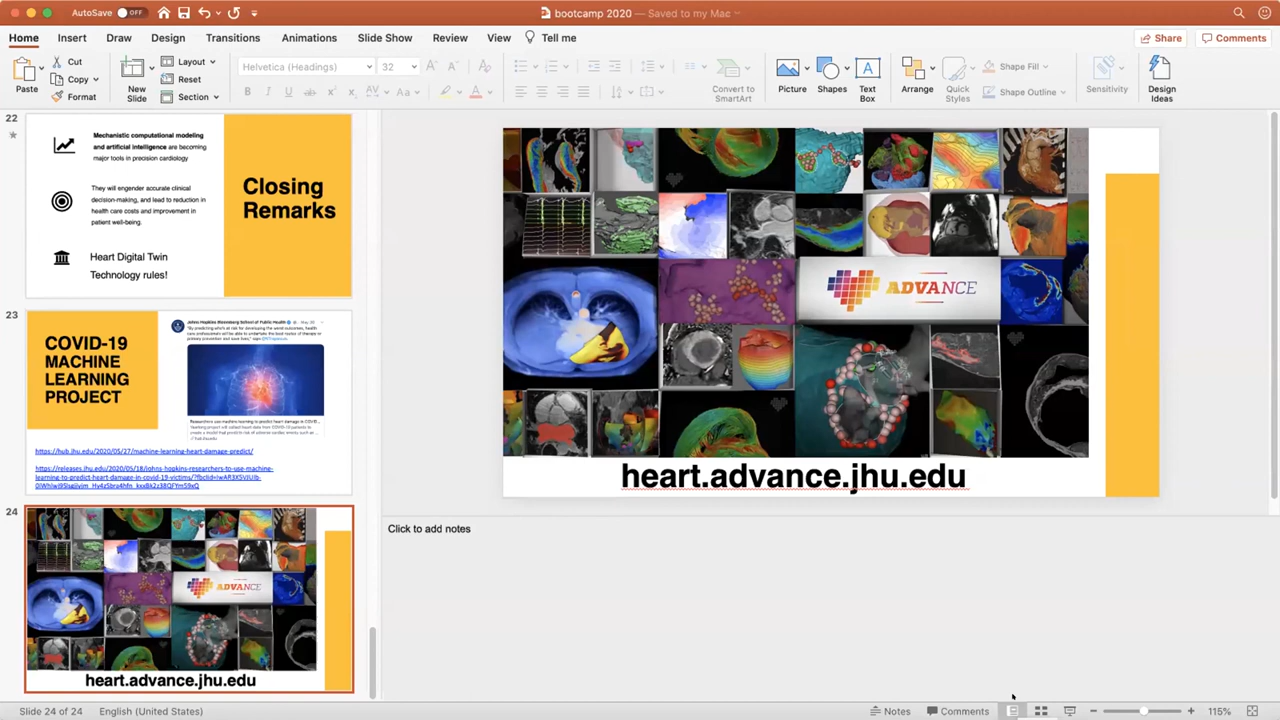 AutoSave OFF
bootcamp 2020 — Saved to my Mac
Home Insert Draw Design Transitions Animations Slide Show Review View Tell me
Share Comments
Paste
Cut
Copy
Format
New Slide
Layout
Reset
Section
Helvetica (Headings) 32
Convert to SmartArt
Picture
Shapes
Text Box
Arrange
Quick Styles
Shape Fill
Shape Outline
Sensitivity
Design Ideas
22
Mechanistic computational modeling
and artificial intelligence are becoming
major tools in precision cardiology
They will engender accurate clinical
decision-making, and lead to reduction in
health care costs and improvement in
patient well-being.
Heart Digital Twin
Technology rules!
Closing
Remarks
23
COVID-19
MACHINE
LEARNING
PROJECT
Johns Hopkins Bloomberg School of Public Health
https://hub.jhu.edu/2020/05/27/machine-learning-heart-damage-predict/
24
ADVANCE
heart.advance.jhu.edu
ADVANCE
heart.advance.jhu.edu
Click to add notes
Slide 24 of 24 English (United States)
Notes Comments 115%